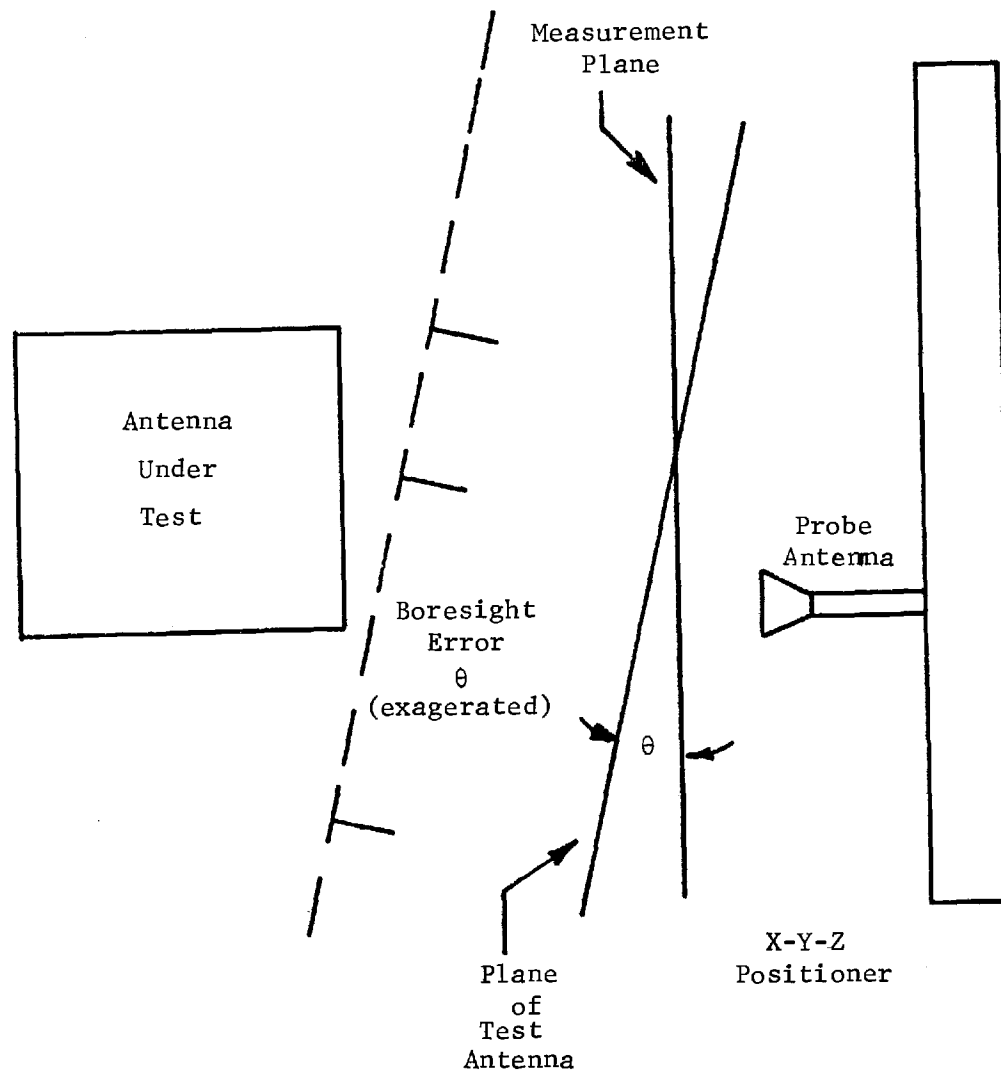 Measurement
Plane
Antenna
Under
Test
Probe
Antenna
Boresight
Error
θ
(exagerated)
θ
X-Y-Z
Positioner
Plane
of
Test
Antenna